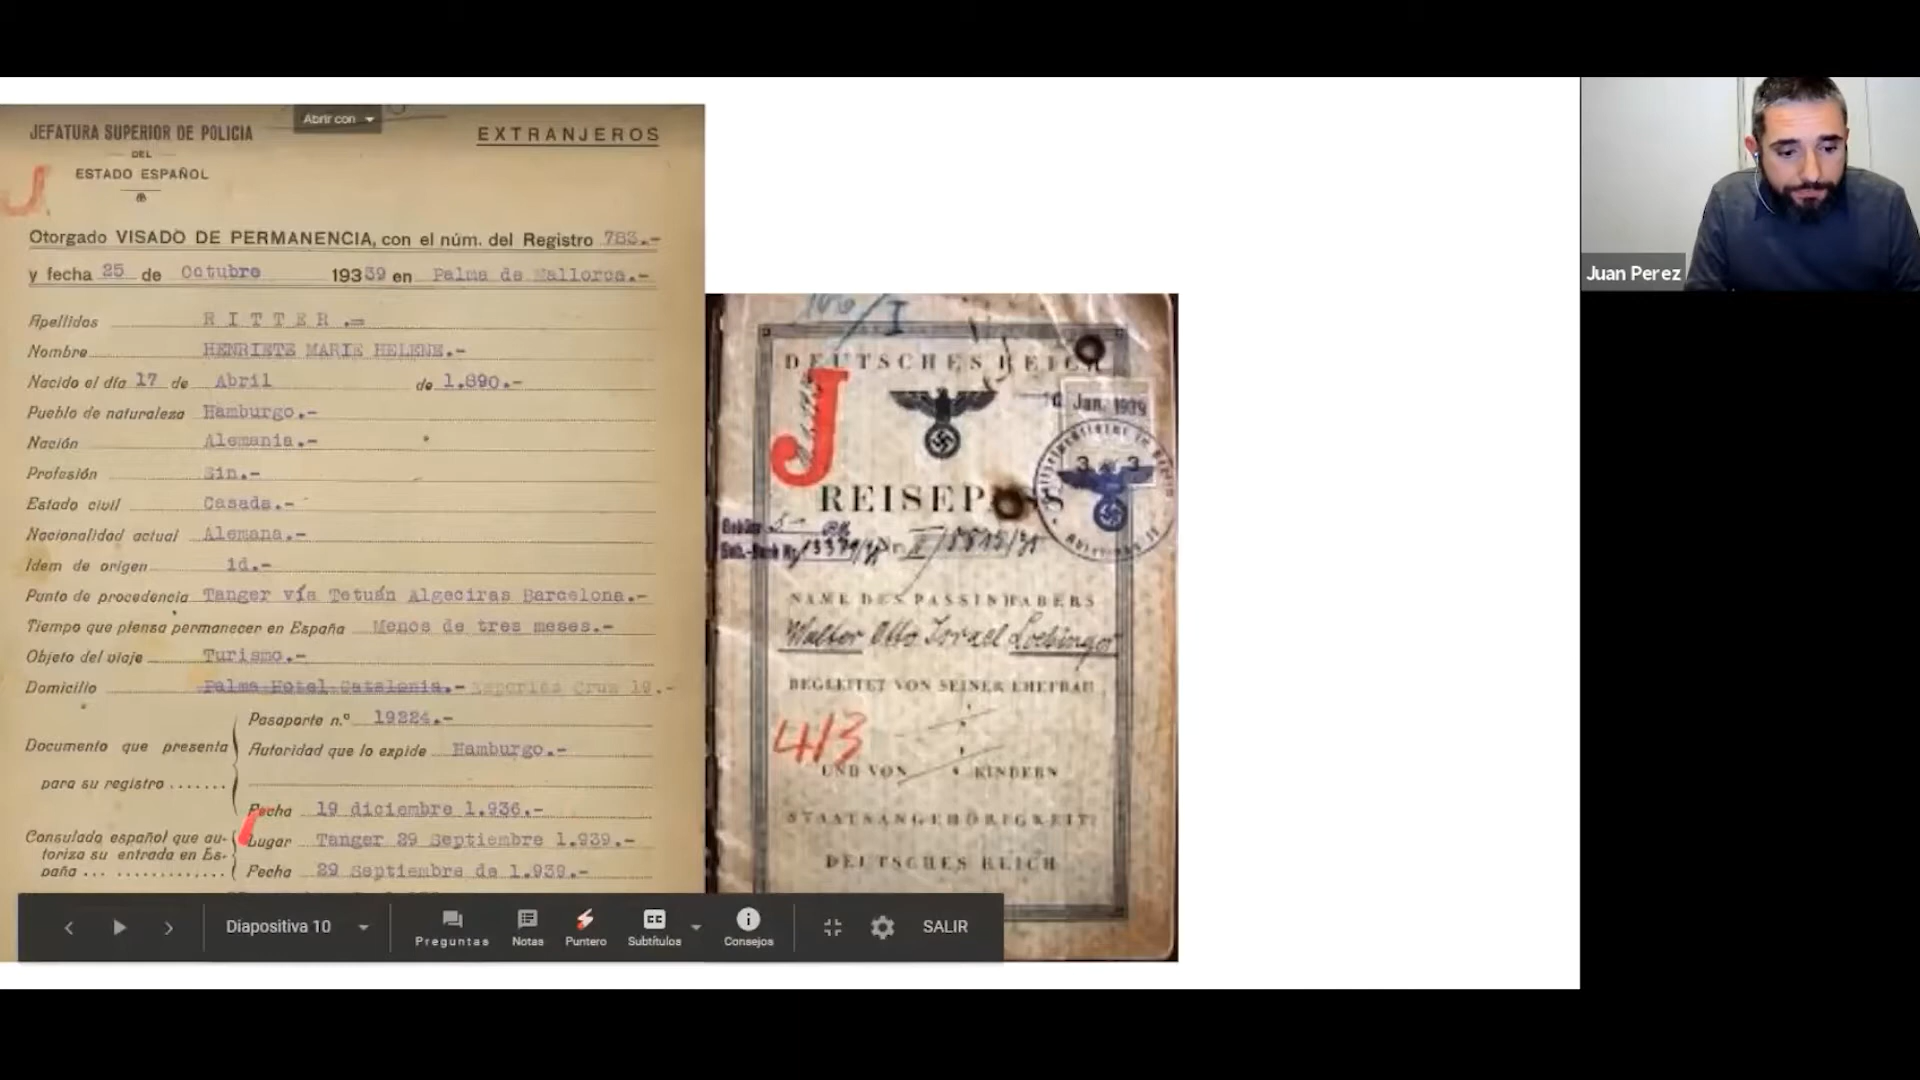 Abrir con
JEFATURA SUPERIOR DE POLICIA
DEL
ESTADO ESPAÑOL
EXTRANJEROS
J
Otorgado VISADO DE PERMANENCIA, con el núm. del Registro 783.-
y fecha 25 de Octubre 19339 en Palma de Mallorca.-
Apellidos RITTER.=
Nombre HENRIETE MARIE HELENE.-
Nacido el día 17 de Abril de 1.890.-
Pueblo de naturaleza Hamburgo.-
Nación Alemania.-
Profesión Sin.-
Estado civil Casada.-
Nacionalidad actual Alemana.-
Idem de origen id.-
Punto de procedencia Tanger vía Tetuán Algeciras Barcelona.-
Tiempo que piensa permanecer en España Menos de tres meses.-
Objeto del viaje Turismo.-
Domicilio Palma Hotel Catalonia.- Cruz 19.-
Documento que presenta para su registro
Pasaporte n.º 19224.-
Autoridad que lo expide Hamburgo.-
Fecha 19 diciembre 1.936.-
Consulado español que autoriza su entrada en España
Lugar Tanger 29 Septiembre 1.939.-
Fecha 29 Septiembre de 1.939.-
DEUTSCHES REICH
J
Jan. 1939
3 3
REISEPASS
NAME DES PASSINHABERS
Walter Otto Israel Loebinger
BEGLEITET VON SEINER EHEFRAU
413
UND VON KINDERN
STAATSANGEHÖRIGKEIT:
DEUTSCHES REICH
Diapositiva 10
Preguntas
Notas
Puntero
Subtítulos
Consejos
SALIR
Juan Perez